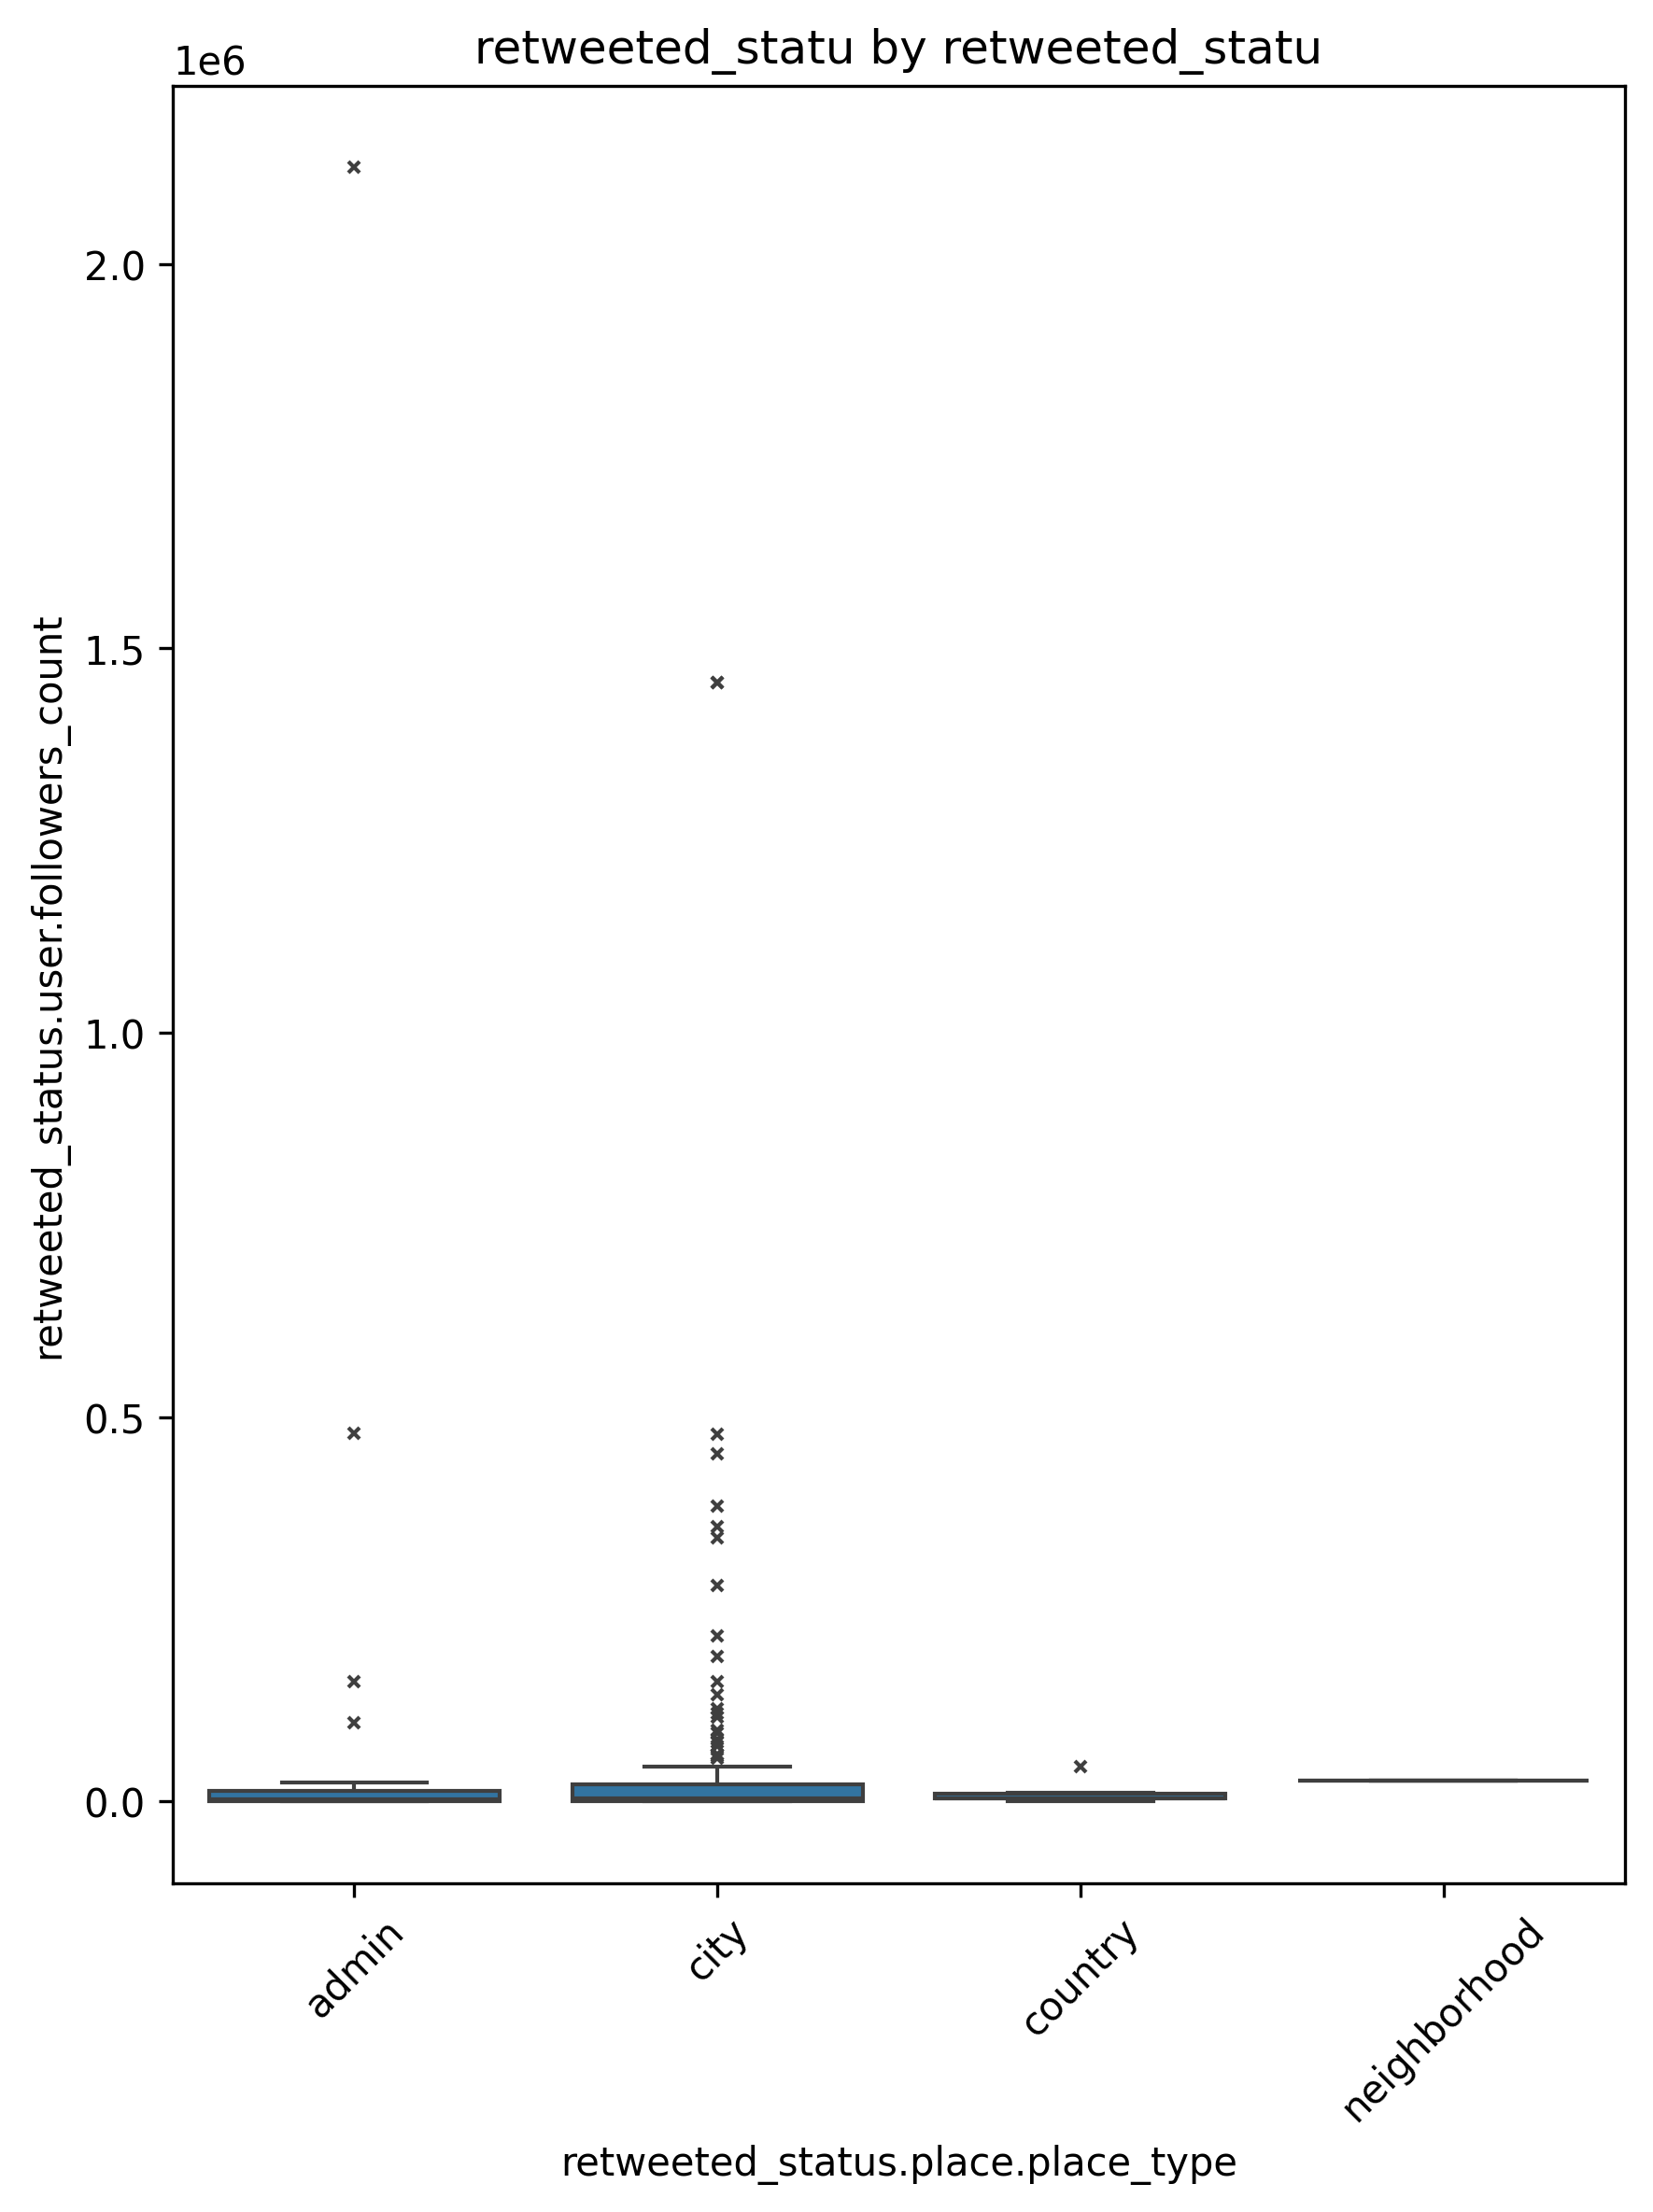 retweeted_statu by retweeted_statu
1e6
2.0
1.5
1.0
0.5
0.0
retweeted_status.user.followers_count
admin
city
country
neighborhood
retweeted_status.place.place_type